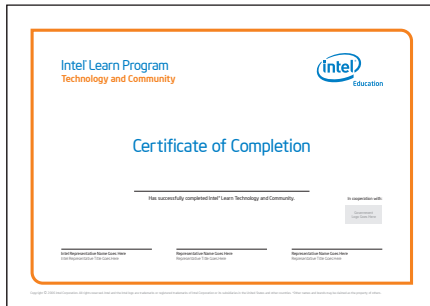 Intel® Learn Program
Technology and Community
intel
Education
Certificate of Completion
Has successfully completed Intel® Learn Technology and Community.
In cooperation with:
Government
Logo Goes Here
Intel Representative Name Goes Here
Intel Representative Title Goes Here
Representative Name Goes Here
Representative Title Goes Here
Representative Name Goes Here
Representative Title Goes Here